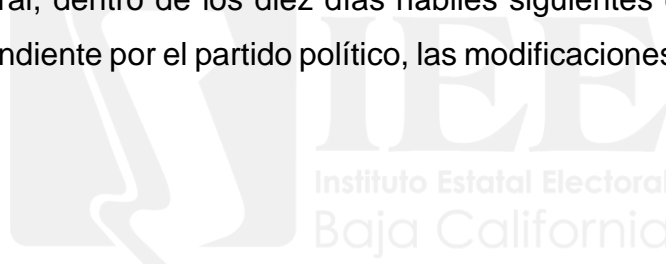 ral, dentro de los diez días hábiles siguientes
ndiente por el partido político, las modificaciones
IEE
Instituto Estatal Electoral
Baja California